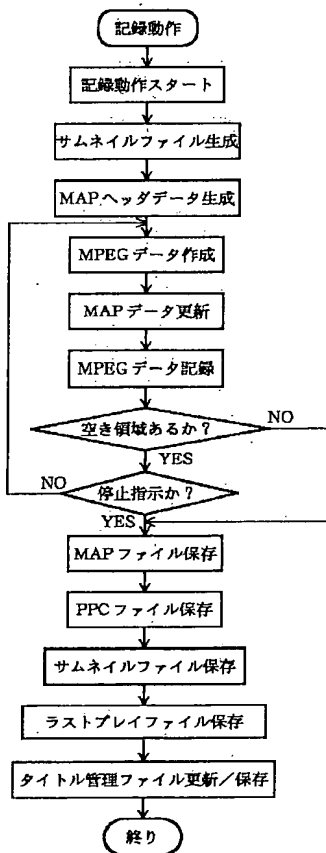 記録動作
記録動作スタート
サムネイルファイル生成
MAPヘッダデータ生成
MPEGデータ作成
MAPデータ更新
MPEGデータ記録
空き領域あるか？
NO
YES
停止指示か？
NO
YES
MAPファイル保存
PPCファイル保存
サムネイルファイル保存
ラストプレイファイル保存
タイトル管理ファイル更新／保存
終り